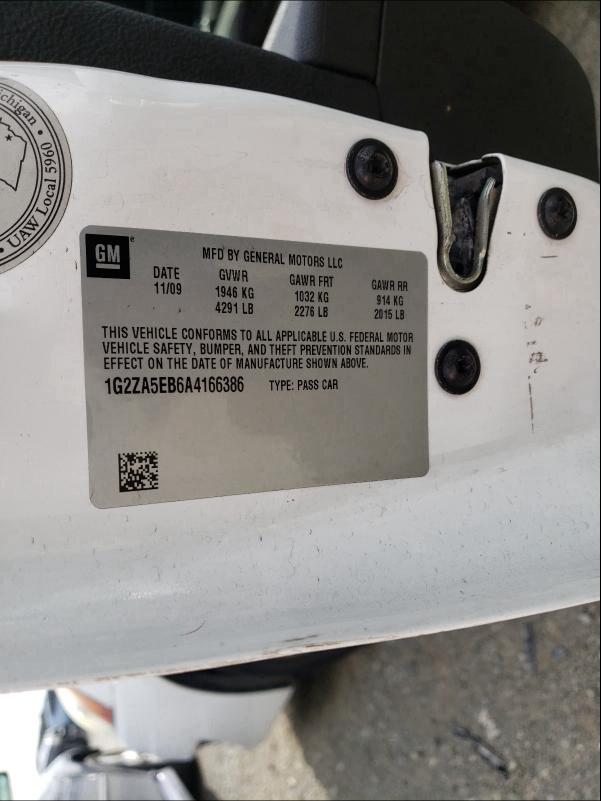 Michigan •
• UAW Local 5960
GM
MFD BY GENERAL MOTORS LLC
DATE GVWR GAWR FRT GAWR RR
11/09 1946 KG 1032 KG 914 KG
4291 LB 2276 LB 2015 LB
THIS VEHICLE CONFORMS TO ALL APPLICABLE U.S. FEDERAL MOTOR
VEHICLE SAFETY, BUMPER, AND THEFT PREVENTION STANDARDS IN
EFFECT ON THE DATE OF MANUFACTURE SHOWN ABOVE.
1G2ZA5EB6A4166386 TYPE: PASS CAR